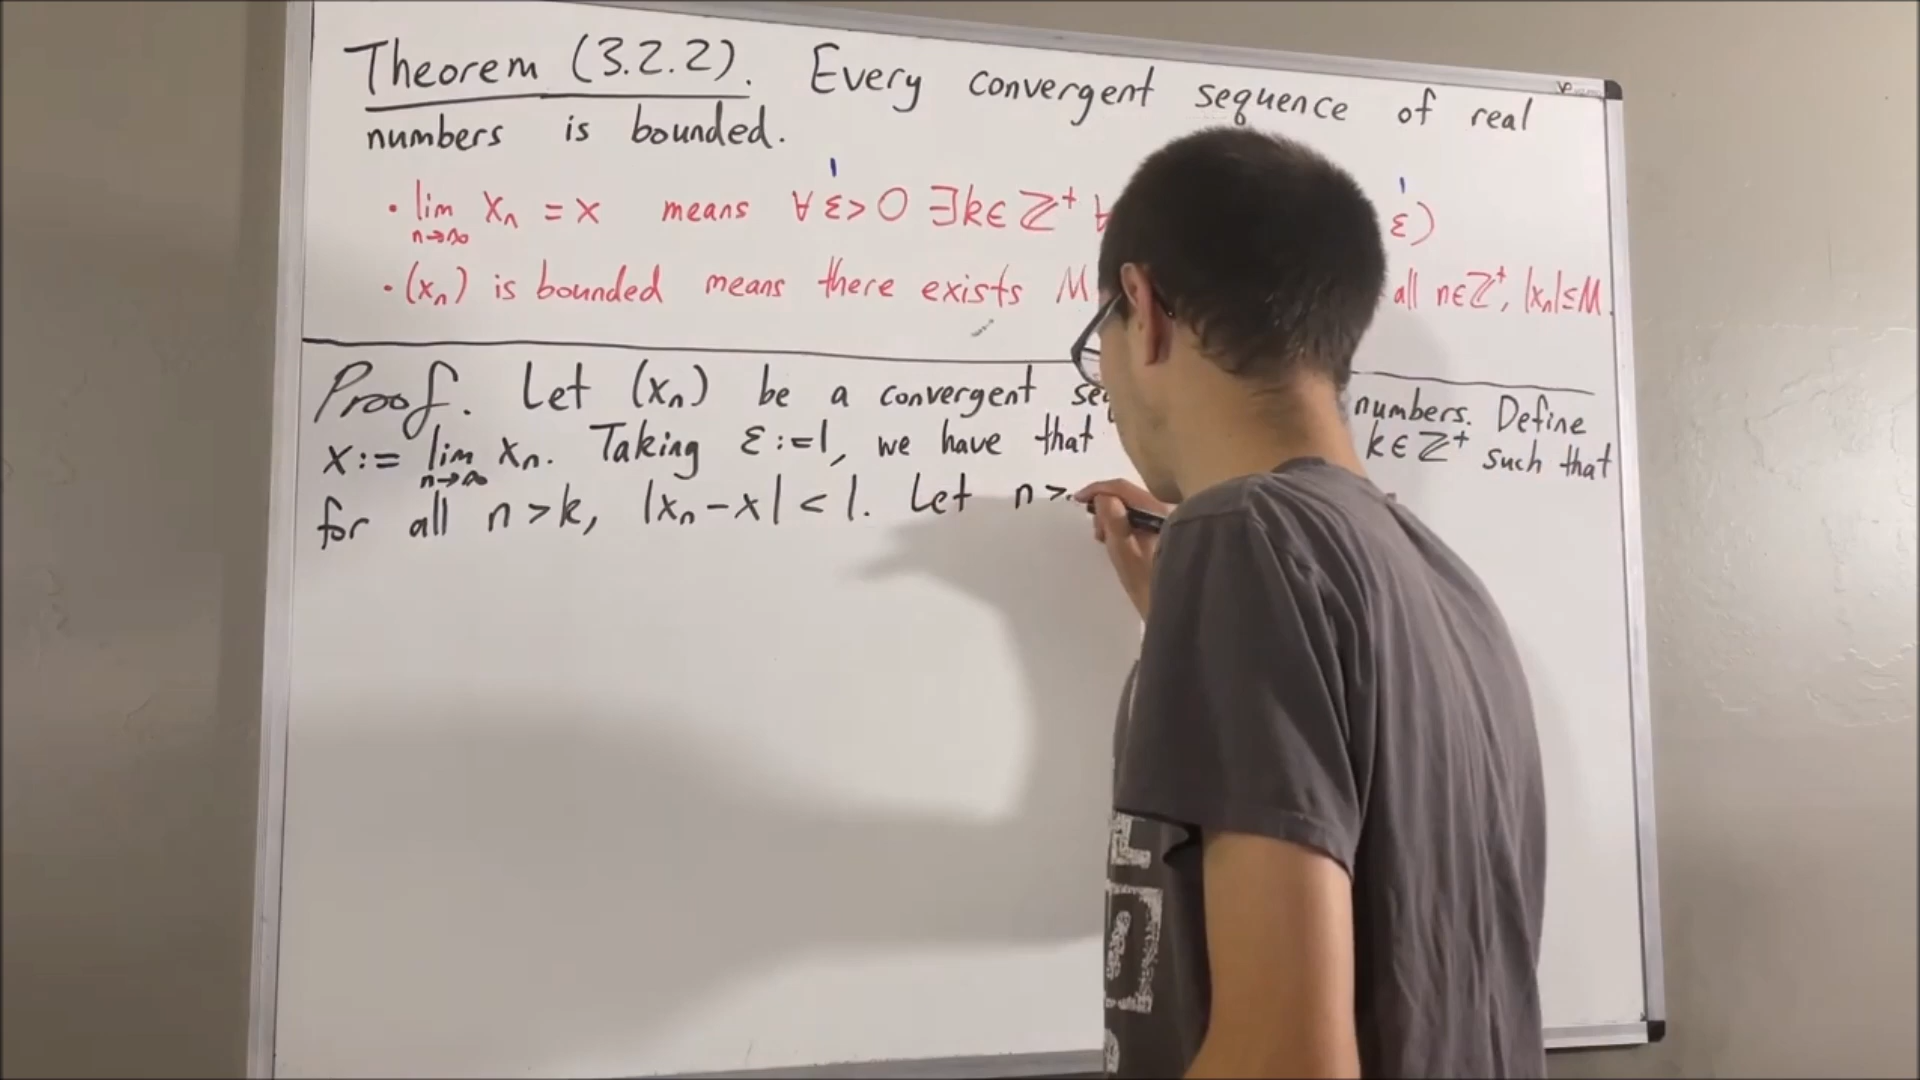 Theorem (3.2.2). Every convergent sequence of real
numbers is bounded.
• lim n→∞ xₙ = x means ∀ ε>0 ∃k∈ℤ⁺ ∀ ε)
• (xₙ) is bounded means there exists M all n∈ℤ⁺, |xₙ|≤M.
Proof. Let (xₙ) be a convergent numbers. Define
x := lim n→∞ xₙ. Taking ε:=1, we have that k∈ℤ⁺ such that
for all n>k, |xₙ-x| < 1. Let n>